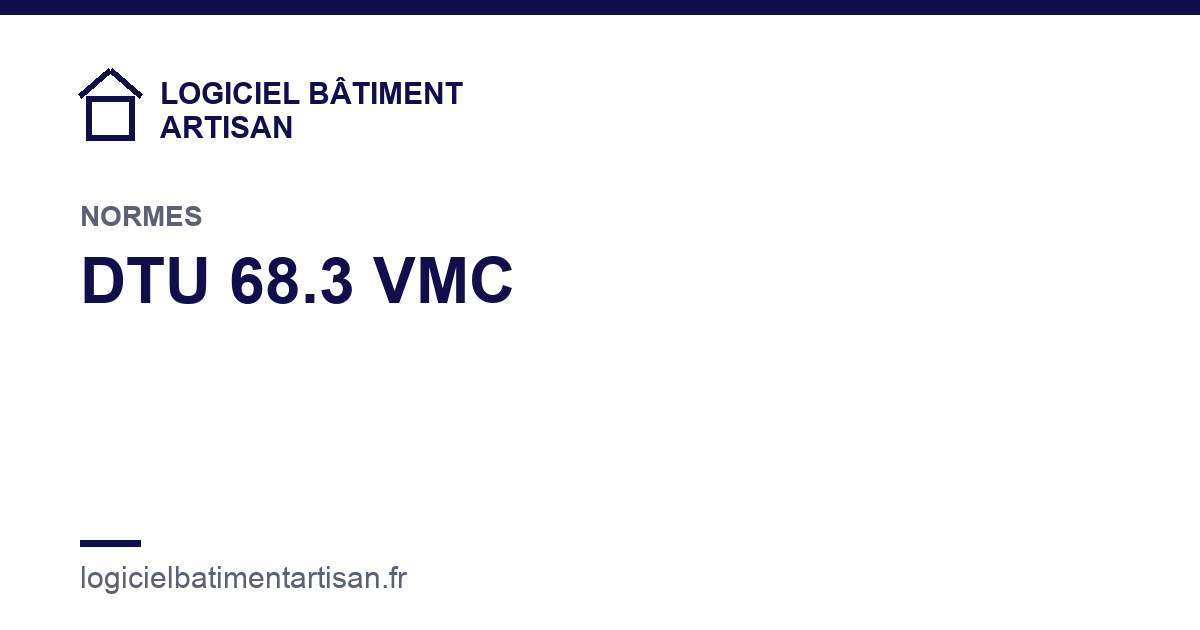 LOGICIEL BÂTIMENT
ARTISAN
NORMES
DTU 68.3 VMC
logicielbatimentartisan.fr